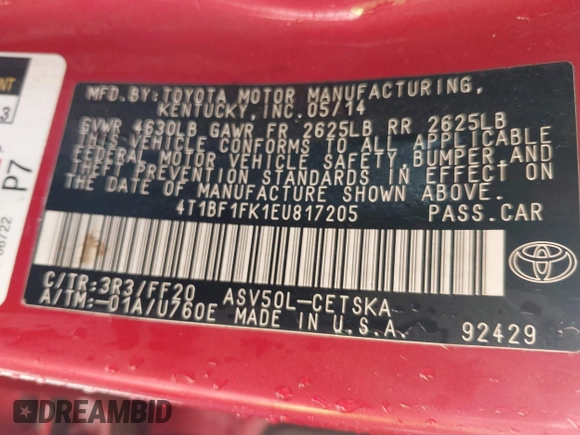 MFD. BY: TOYOTA MOTOR MANUFACTURING,
KENTUCKY, INC. 05/14
GVWR 4630LB GAWR FR 2625LB RR 2625LB
THIS VEHICLE CONFORMS TO ALL APPLICABLE
FEDERAL MOTOR VEHICLE SAFETY, BUMPER, AND
THEFT PREVENTION STANDARDS IN EFFECT ON
THE DATE OF MANUFACTURE SHOWN ABOVE.
4T1BF1FK1EU817205 PASS. CAR
C/TR: 3R3/FF20 ASV50L-CETSKA
A/TM: -01A/U760E MADE IN U.S.A. 92429
P7
DREAMBID